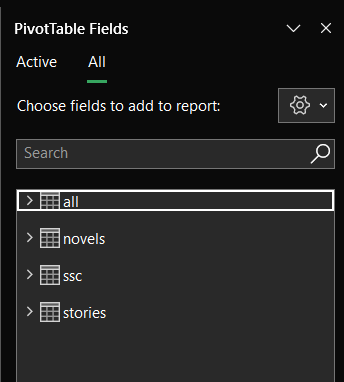 PivotTable Fields
Active All
Choose fields to add to report:
Search
all
novels
ssc
stories